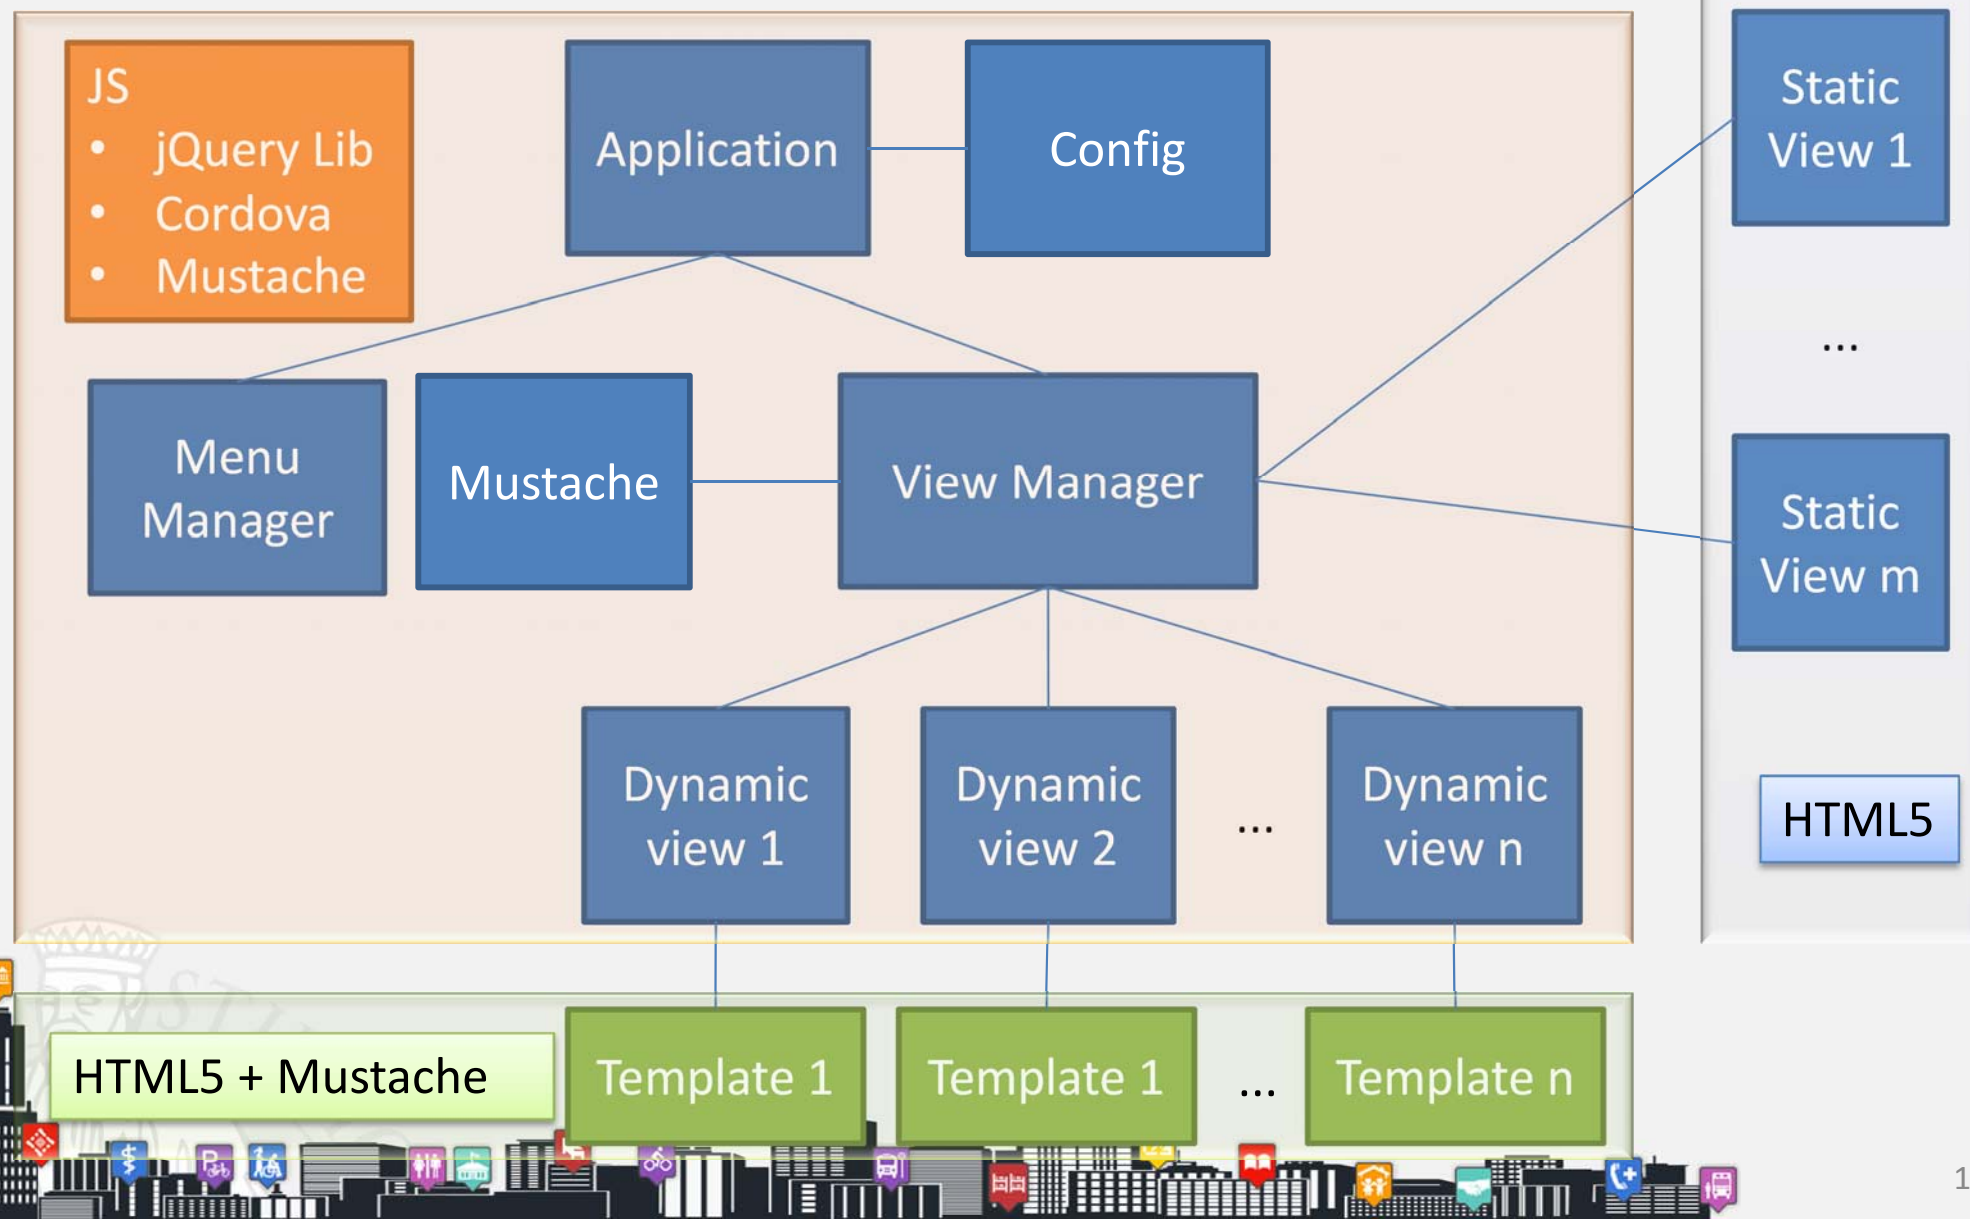 JS
• jQuery Lib
• Cordova
• Mustache
Application
Config
Static
View 1
...
Menu
Manager
Mustache
View Manager
Static
View m
Dynamic
view 1
Dynamic
view 2
...
Dynamic
view n
HTML5
HTML5 + Mustache
Template 1
Template 1
...
Template n
1